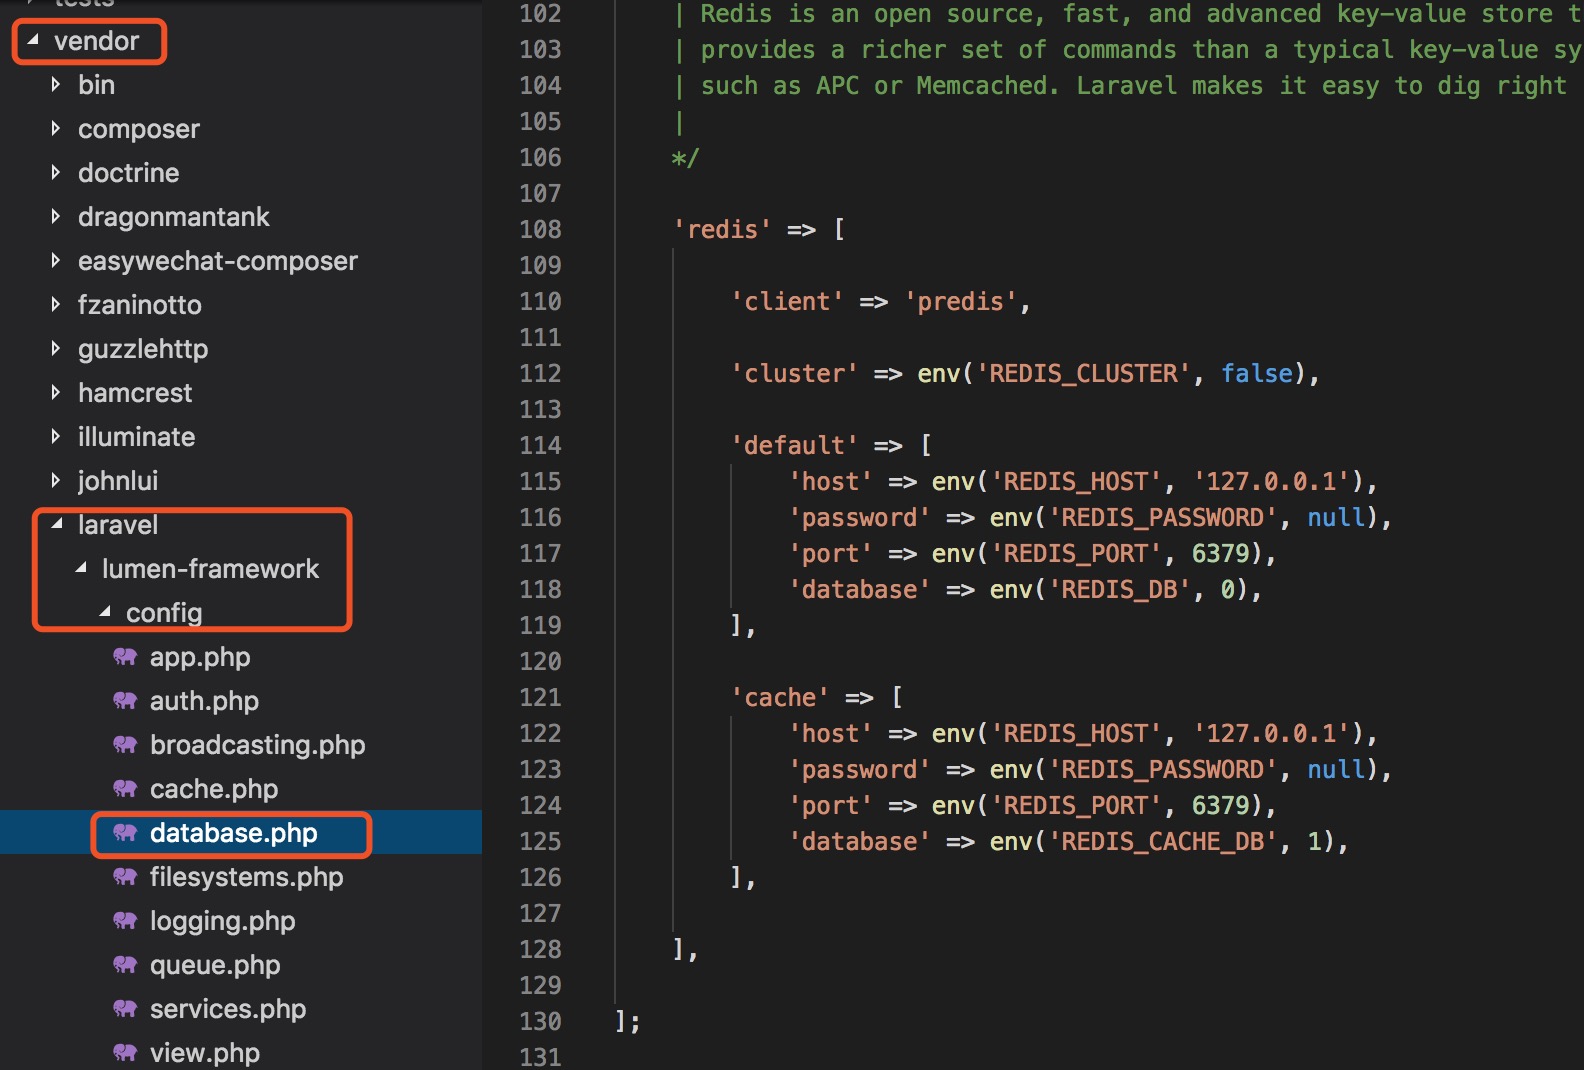 tests
vendor
bin
composer
doctrine
dragonmantank
easywechat-composer
fzaninotto
guzzlehttp
hamcrest
illuminate
johnlui
laravel
lumen-framework
config
app.php
auth.php
broadcasting.php
cache.php
database.php
filesystems.php
logging.php
queue.php
services.php
view.php
102 | Redis is an open source, fast, and advanced key-value store t
103 | provides a richer set of commands than a typical key-value sy
104 | such as APC or Memcached. Laravel makes it easy to dig right
105 |
106 */
107
108 'redis' => [
109
110 'client' => 'predis',
111
112 'cluster' => env('REDIS_CLUSTER', false),
113
114 'default' => [
115 'host' => env('REDIS_HOST', '127.0.0.1'),
116 'password' => env('REDIS_PASSWORD', null),
117 'port' => env('REDIS_PORT', 6379),
118 'database' => env('REDIS_DB', 0),
119 ],
120
121 'cache' => [
122 'host' => env('REDIS_HOST', '127.0.0.1'),
123 'password' => env('REDIS_PASSWORD', null),
124 'port' => env('REDIS_PORT', 6379),
125 'database' => env('REDIS_CACHE_DB', 1),
126 ],
127
128 ],
129
130 ];
131